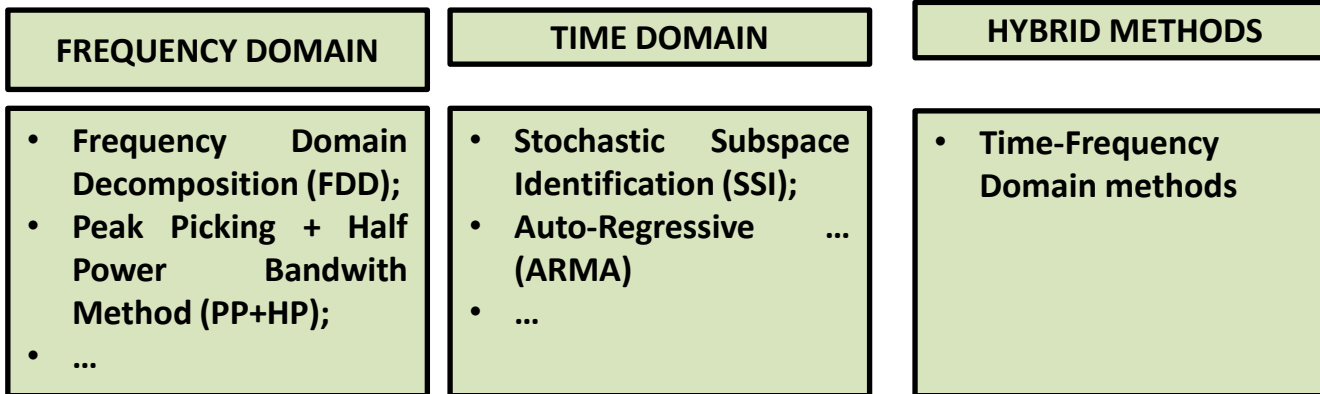 FREQUENCY DOMAIN
• Frequency Domain
Decomposition (FDD);
• Peak Picking + Half
Power Bandwith
Method (PP+HP);
• …
TIME DOMAIN
• Stochastic Subspace
Identification (SSI);
• Auto-Regressive …
(ARMA)
• …
HYBRID METHODS
• Time-Frequency
Domain methods